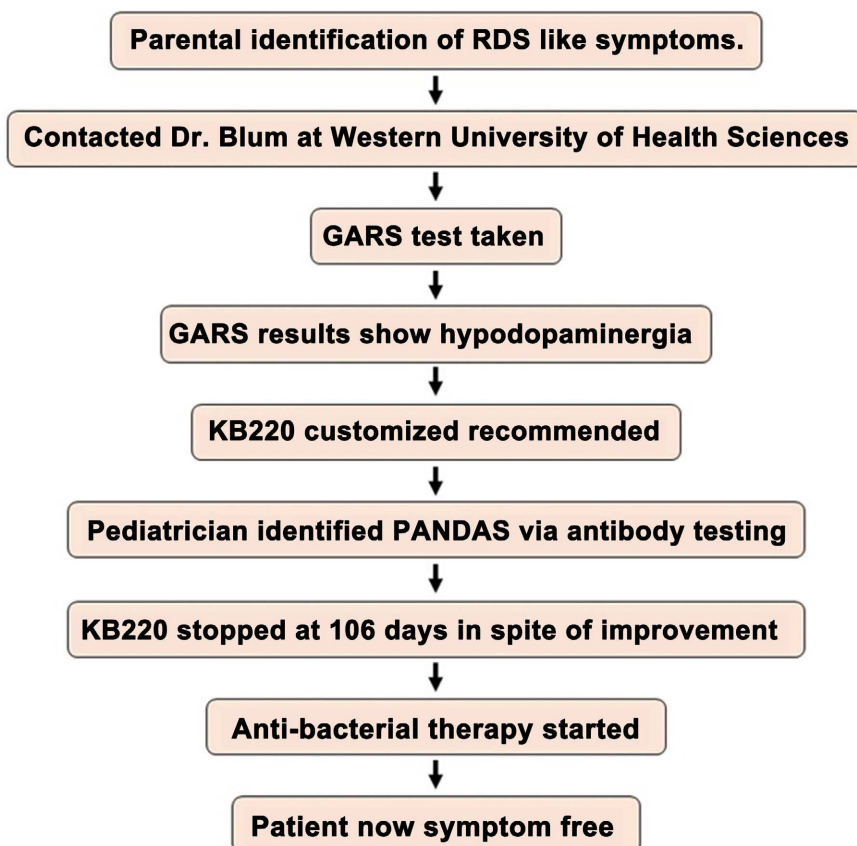 Parental identification of RDS like symptoms.
Contacted Dr. Blum at Western University of Health Sciences
GARS test taken
GARS results show hypodopaminergia
KB220 customized recommended
Pediatrician identified PANDAS via antibody testing
KB220 stopped at 106 days in spite of improvement
Anti-bacterial therapy started
Patient now symptom free